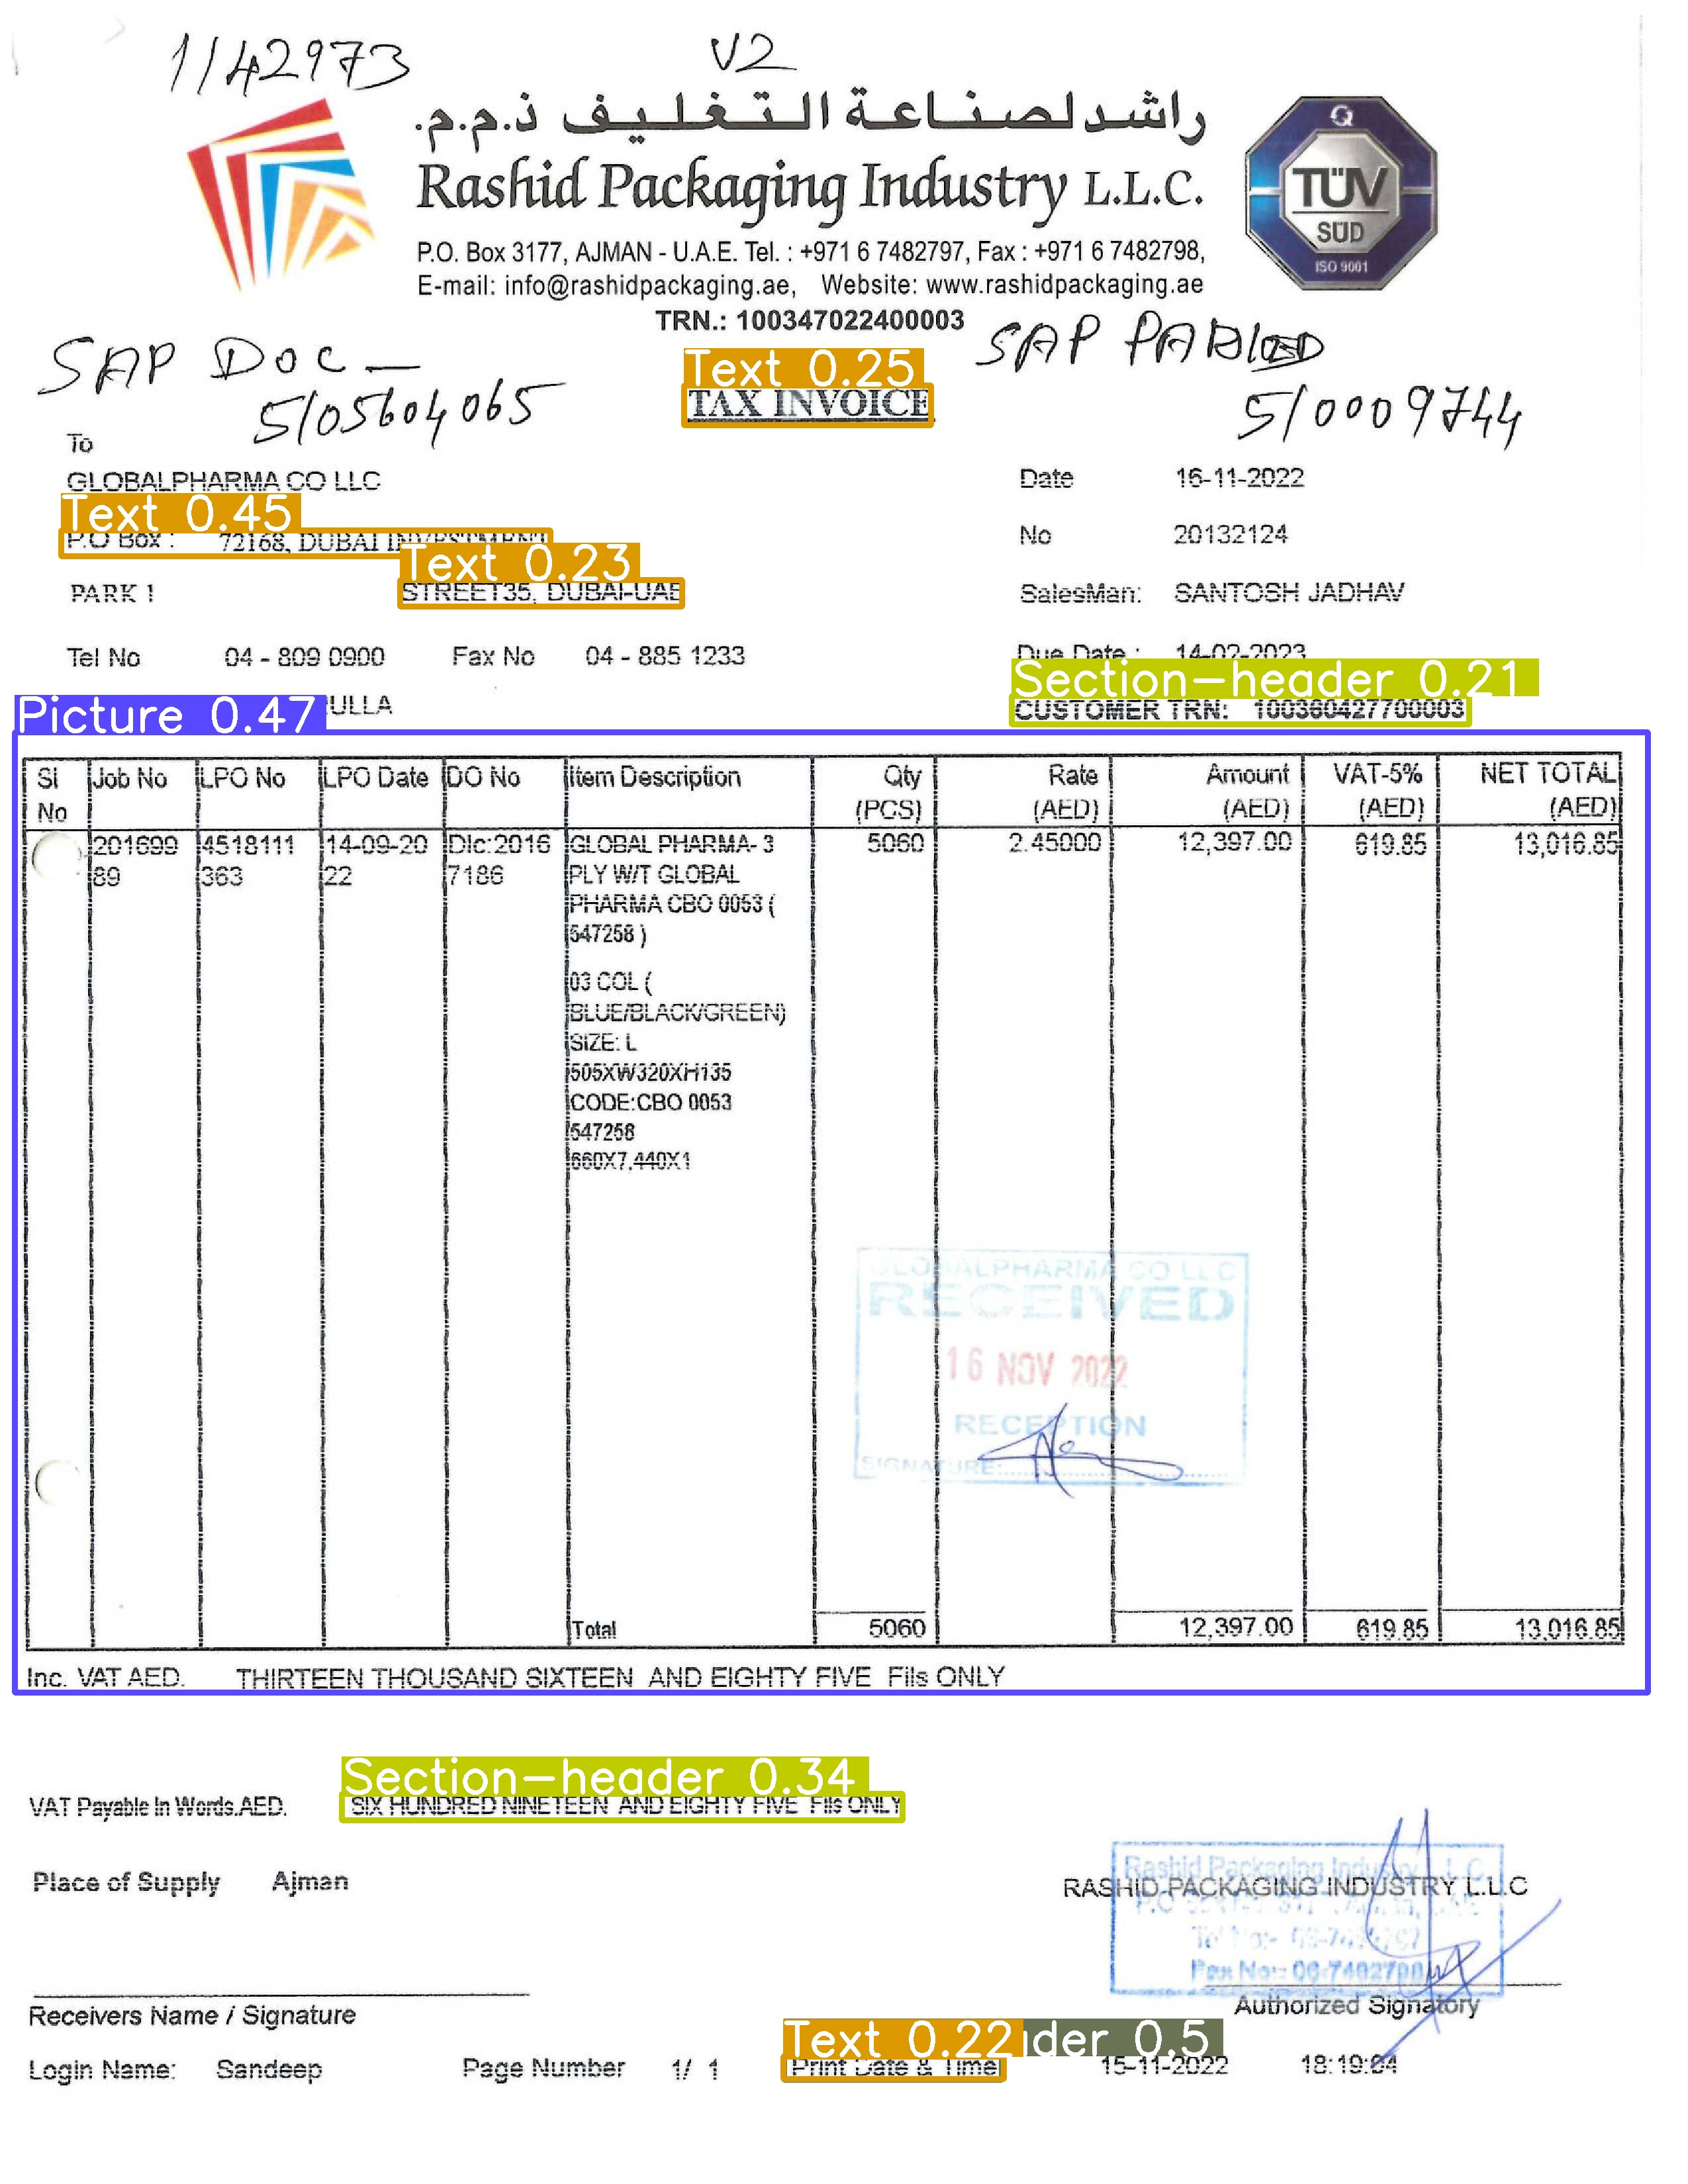 1/42973
V2
راشد لصناعة التغليف ذ.م.م.
Rashid Packaging Industry L.L.C.
P.O. Box 3177, AJMAN - U.A.E. Tel. : +971 6 7482797, Fax : +971 6 7482798,
E-mail: info@rashidpackaging.ae, Website: www.rashidpackaging.ae
TRN.: 100347022400003
Q
TÜV
SÜD
ISO 9001
SAP DOC -
5105604065
SAP PARKED
510009744
Text 0.25
TAX INVOICE
To
GLOBALPHARMA CO LLC
Date 16-11-2022
Text 0.45
P.O Box : 72168, DUBAI INVESTMENT
No 20132124
Text 0.23
PARK 1 STREET35, DUBAI-UAE
SalesMan: SANTOSH JADHAV
Tel No 04 - 809 0900 Fax No 04 - 885 1233
Due Date : 14-02-2023
Section-header 0.21
Picture 0.47 ULLA
CUSTOMER TRN: 100360427700003
Sl No Job No LPO No LPO Date DO No Item Description Qty (PCS) Rate (AED) Amount (AED) VAT-5% (AED) NET TOTAL (AED)
201699 4518111 14-09-20 Dlc:2016 GLOBAL PHARMA- 3 5060 2.45000 12,397.00 619.85 13,016.85
89 363 22 7186 PLY W/T GLOBAL
PHARMA CBO 0053 (
547258 )
03 COL (
BLUE/BLACK/GREEN)
SIZE: L
505XW320XH135
CODE:CBO 0053
547258
660X7,440X1
GLOBALPHARMA CO LLC
RECEIVED
16 NOV 2022
RECEPTION
SIGNATURE:
Total 5060 12,397.00 619.85 13,016.85
Inc. VAT AED. THIRTEEN THOUSAND SIXTEEN AND EIGHTY FIVE Fils ONLY
Section-header 0.34
VAT Payable In Words.AED. SIX HUNDRED NINETEEN AND EIGHTY FIVE Fils ONLY
Place of Supply Ajman
Rashid Packaging Industry L.L.C.
RASHID PACKAGING INDUSTRY L.L.C
Fax No:- 06-7482798
Authorized Signatory
Receivers Name / Signature
Text 0.22 der 0.5
Login Name: Sandeep Page Number 1/ 1 Print Date & Time 15-11-2022 18:19:04